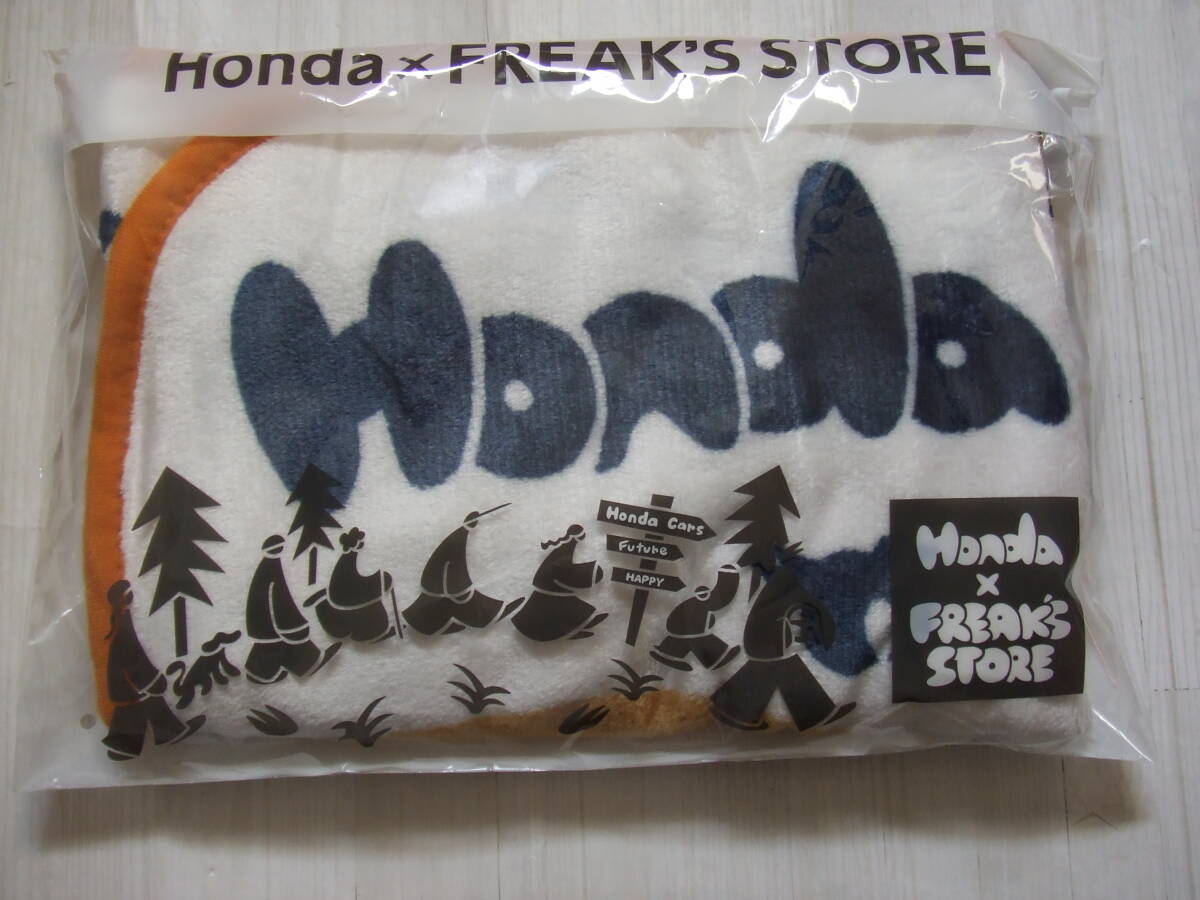 Honda × FREAK'S STORE
Honda
Honda Cars
Future
HAPPY
Honda
×
FREAK'S
STORE